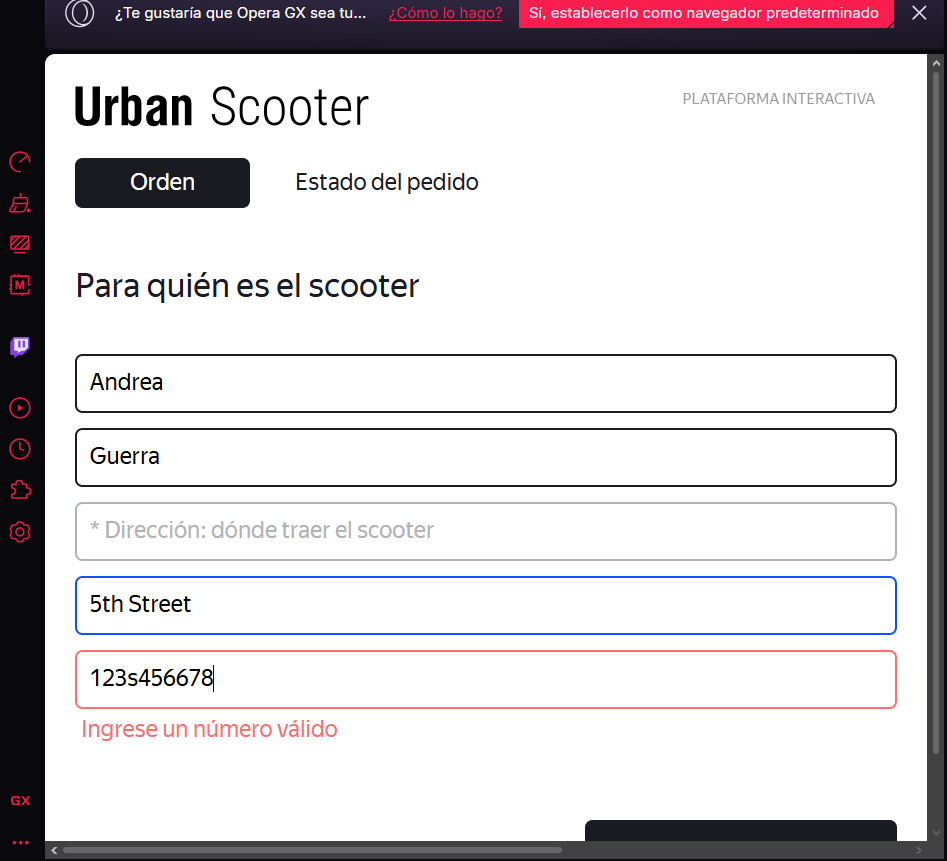 ¿Te gustaría que Opera GX sea tu... ¿Cómo lo hago? Sí, establecerlo como navegador predeterminado
Urban Scooter
PLATAFORMA INTERACTIVA
Orden
Estado del pedido
Para quién es el scooter
Andrea
Guerra
* Dirección: dónde traer el scooter
5th Street
123s456678
Ingrese un número válido
M
GX